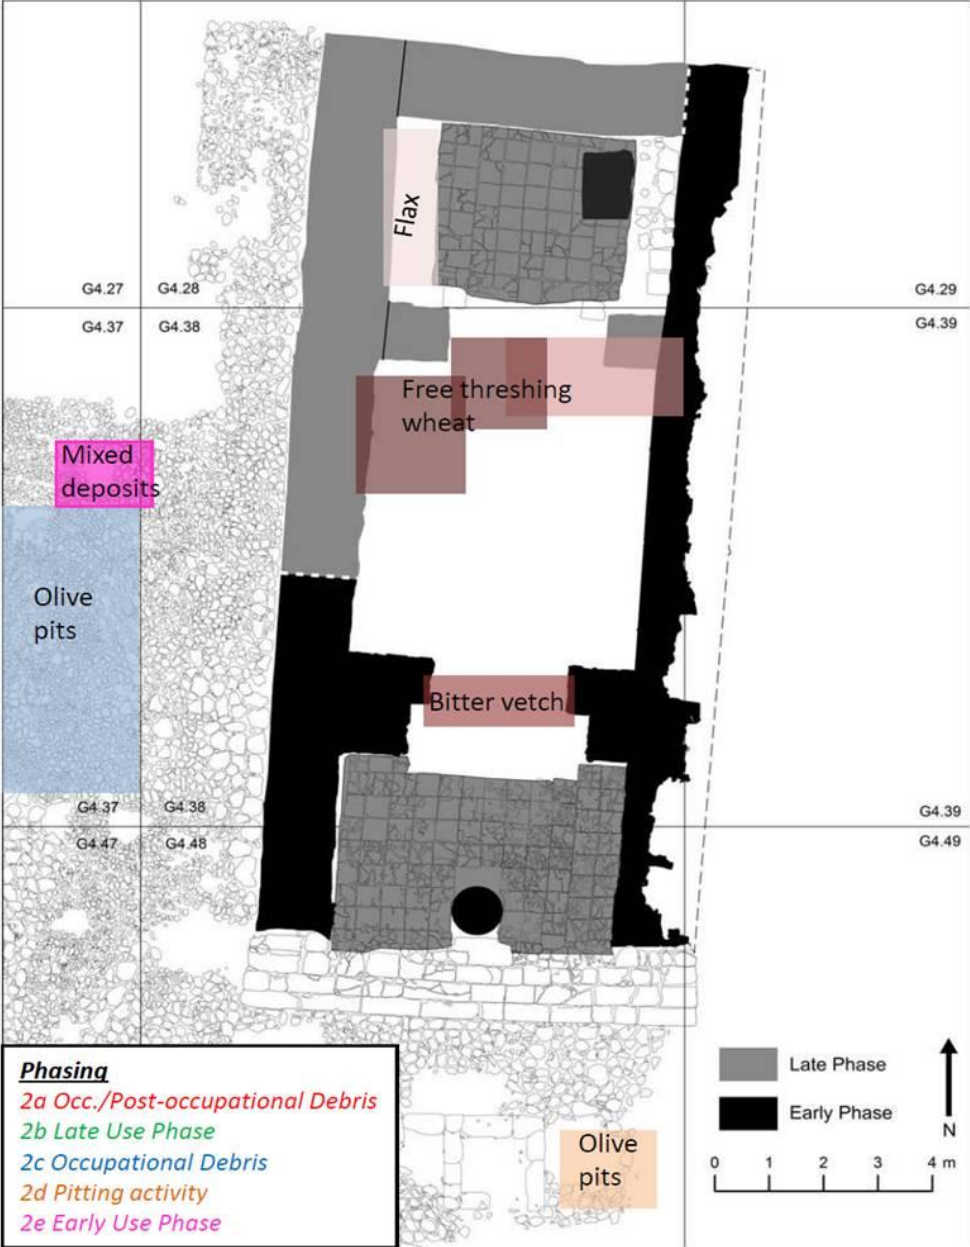 Flax
G4.27
G4.28
G4.29
G4.37
G4.38
G4.39
Free threshing
wheat
Mixed
deposits
Olive
pits
Bitter vetch
G4.37
G4.38
G4.39
G4.47
G4.48
G4.49
Phasing
2a Occ./Post-occupational Debris
2b Late Use Phase
2c Occupational Debris
2d Pitting activity
2e Early Use Phase
Olive
pits
Late Phase
Early Phase
N
0 1 2 3 4 m